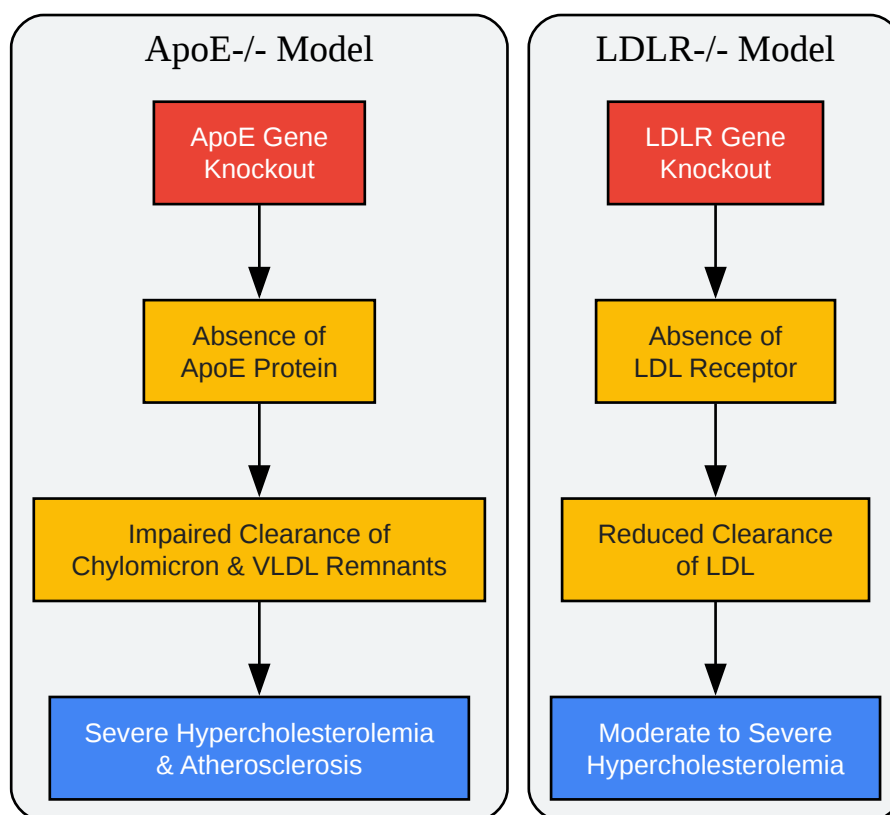 ApoE-/- Model
ApoE Gene
Knockout
Absence of
ApoE Protein
Impaired Clearance of
Chylomicron & VLDL Remnants
Severe Hypercholesterolemia
& Atherosclerosis
LDLR-/- Model
LDLR Gene
Knockout
Absence of
LDL Receptor
Reduced Clearance
of LDL
Moderate to Severe
Hypercholesterolemia